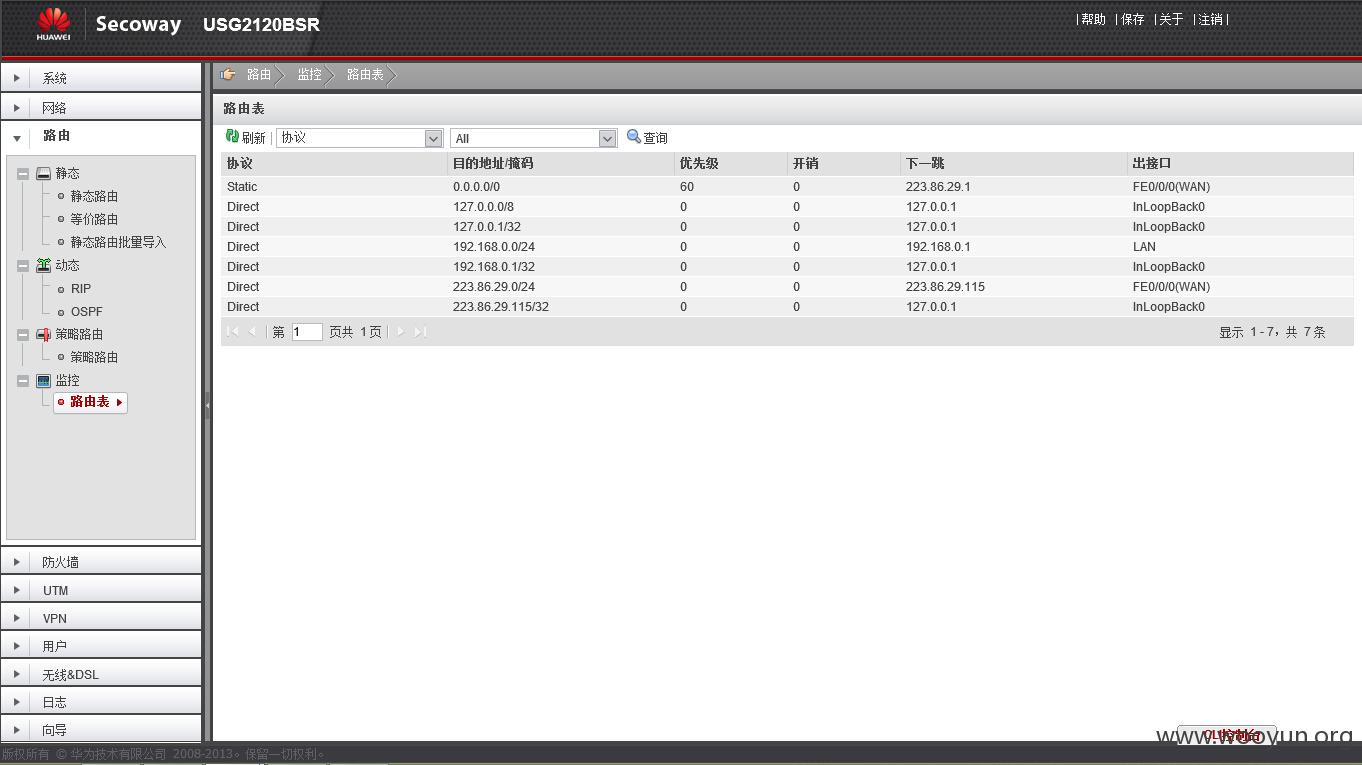 HUAWEI Secoway USG2120BSR
|帮助 |保存 |关于 |注销|
系统
网络
路由
静态
静态路由
等价路由
静态路由批量导入
动态
RIP
OSPF
策略路由
策略路由
监控
路由表
防火墙
UTM
VPN
用户
无线&DSL
日志
向导
路由 监控 路由表
路由表
刷新 | 协议 All 查询
协议 目的地址/掩码 优先级 开销 下一跳 出接口
Static 0.0.0.0/0 60 0 223.86.29.1 FE0/0/0(WAN)
Direct 127.0.0.0/8 0 0 127.0.0.1 InLoopBack0
Direct 127.0.0.1/32 0 0 127.0.0.1 InLoopBack0
Direct 192.168.0.0/24 0 0 192.168.0.1 LAN
Direct 192.168.0.1/32 0 0 127.0.0.1 InLoopBack0
Direct 223.86.29.0/24 0 0 223.86.29.115 FE0/0/0(WAN)
Direct 223.86.29.115/32 0 0 127.0.0.1 InLoopBack0
第 1 页共 1 页 显示 1 - 7，共 7 条
CLI控制台
www.wooyun.org
版权所有 © 华为技术有限公司 2008-2013。保留一切权利。